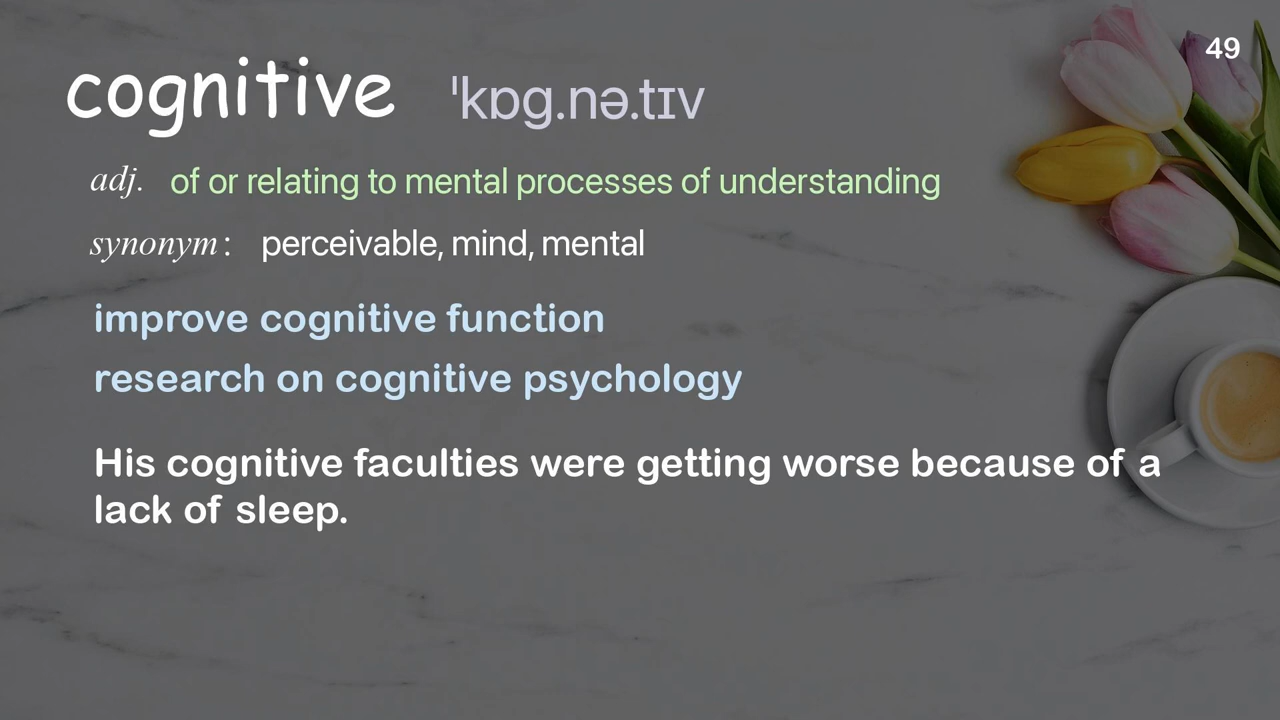 49
cognitive ˈkɒg.nə.tɪv
adj. of or relating to mental processes of understanding
synonym: perceivable, mind, mental
improve cognitive function
research on cognitive psychology
His cognitive faculties were getting worse because of a
lack of sleep.